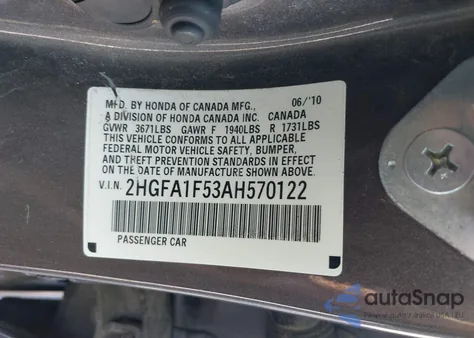 MFD. BY HONDA OF CANADA MFG., 06/'10
A DIVISION OF HONDA CANADA INC. CANADA
GVWR 3671LBS GAWR F 1940LBS R 1731LBS
THIS VEHICLE CONFORMS TO ALL APPLICABLE
FEDERAL MOTOR VEHICLE SAFETY, BUMPER,
AND THEFT PREVENTION STANDARDS IN EFFECT
ON THE DATE OF MANUFACTURE SHOWN ABOVE.
V.I.N. 2HGFA1F53AH570122
PASSENGER CAR
autoSnap